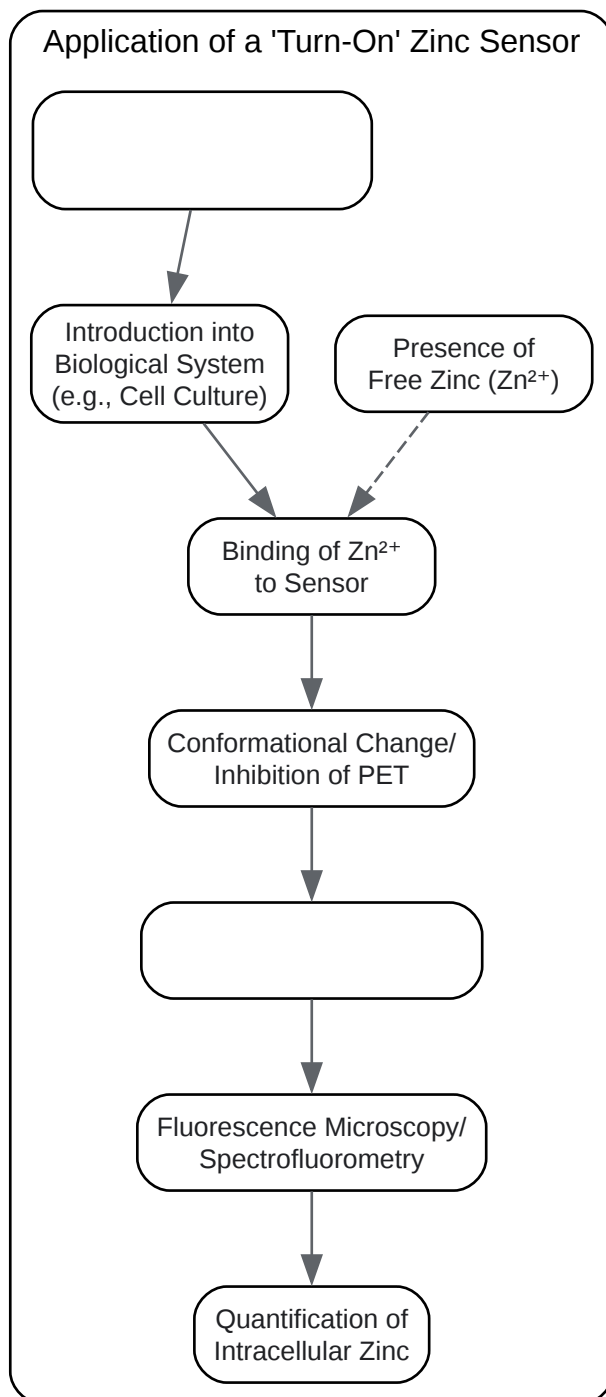 Application of a 'Turn-On' Zinc Sensor
Introduction into
Biological System
(e.g., Cell Culture)
Presence of
Free Zinc (Zn²⁺)
Binding of Zn²⁺
to Sensor
Conformational Change/
Inhibition of PET
Fluorescence Microscopy/
Spectrofluorometry
Quantification of
Intracellular Zinc